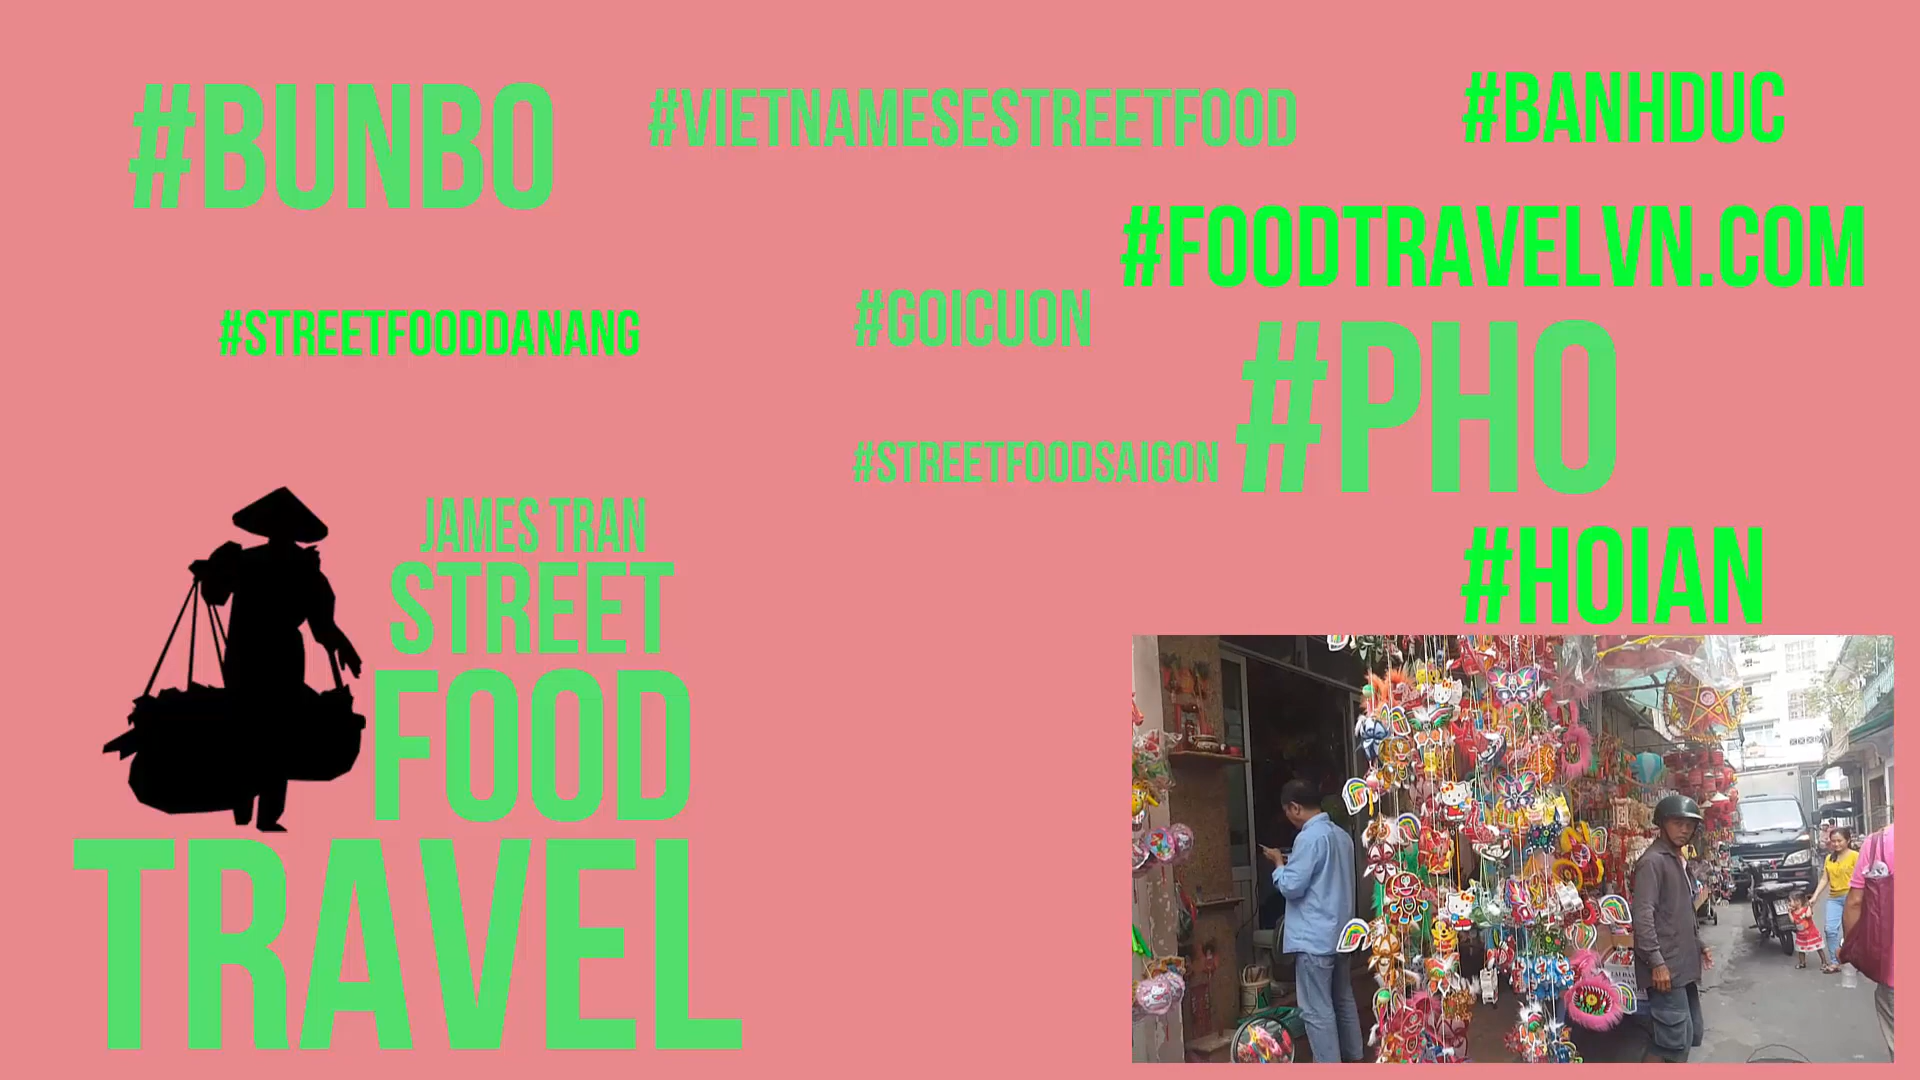 #BUNBO
#VIETNAMESESTREETFOOD
#BANHDUC
#FOODTRAVELVN.COM
#GOICUON
#STREETFOODDANANG
#PHO
#STREETFOODSAIGON
#HOIAN
JAMES TRAN
STREET
FOOD
TRAVEL